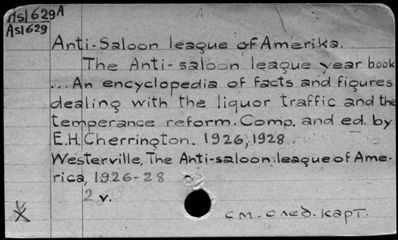 As1629A
As1629
Anti-Saloon league of Amerika.
The Anti-saloon league year book
...An encyclopedia of facts and figures
dealing with the liquor traffic and the
temperance reform. Comp. and ed. by
E.H. Cherrington. 1926, 1928
Westerville, The Anti-saloon league of Ame-
rica, 1926-28
2 v.
см. след. карт.